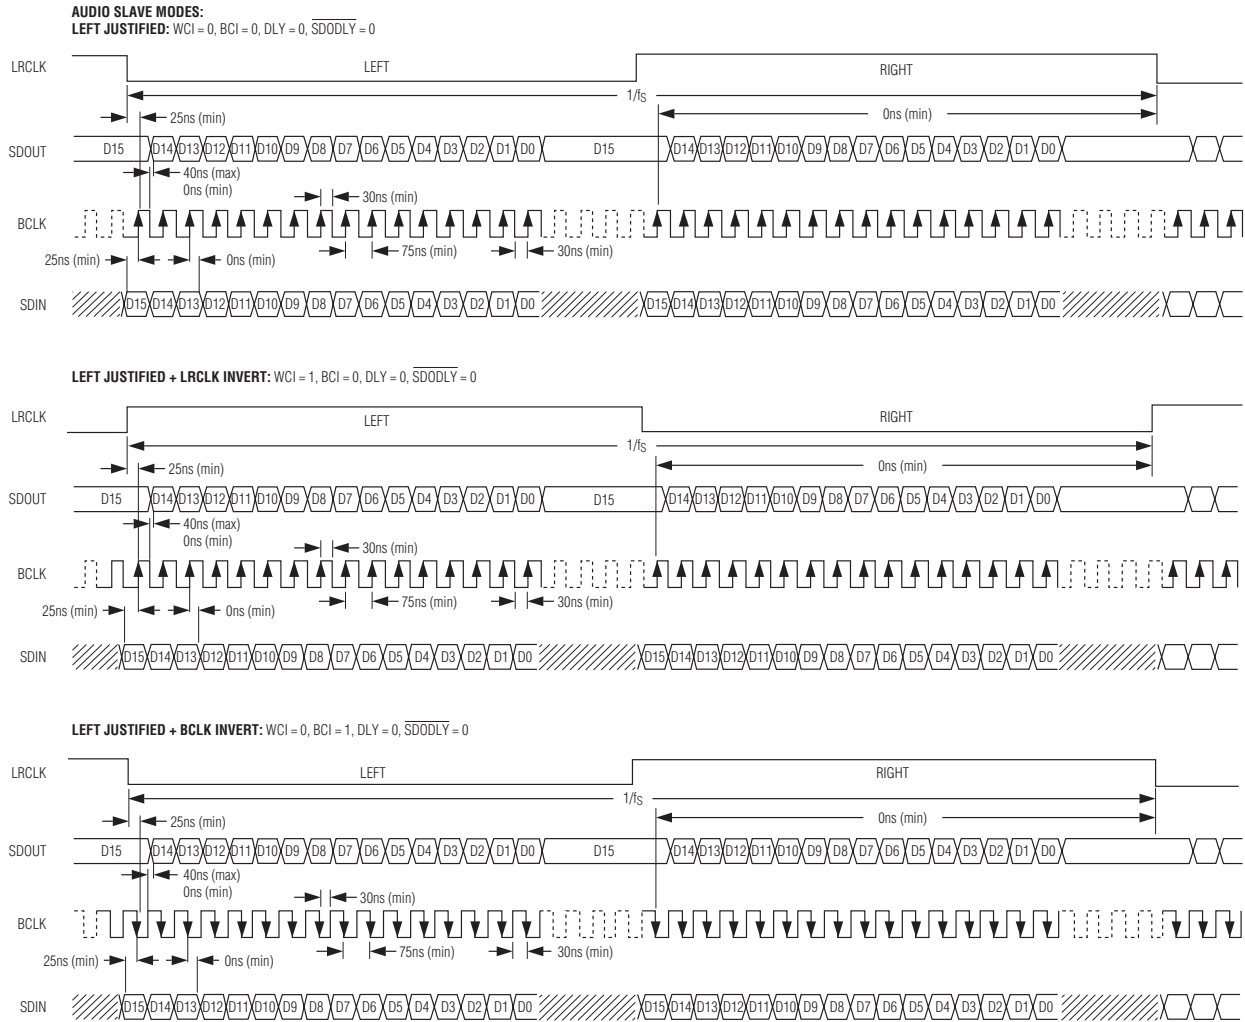 AUDIO SLAVE MODES:
LEFT JUSTIFIED: WCI = 0, BCI = 0, DLY = 0, SDODLY = 0
LRCLK LEFT RIGHT
1/fS
25ns (min) 0ns (min)
SDOUT D15 D14 D13 D12 D11 D10 D9 D8 D7 D6 D5 D4 D3 D2 D1 D0 D15 D14 D13 D12 D11 D10 D9 D8 D7 D6 D5 D4 D3 D2 D1 D0
40ns (max)
0ns (min) 30ns (min)
BCLK
25ns (min) 0ns (min) 75ns (min) 30ns (min)
SDIN D15 D14 D13 D12 D11 D10 D9 D8 D7 D6 D5 D4 D3 D2 D1 D0 D15 D14 D13 D12 D11 D10 D9 D8 D7 D6 D5 D4 D3 D2 D1 D0
LEFT JUSTIFIED + LRCLK INVERT: WCI = 1, BCI = 0, DLY = 0, SDODLY = 0
LRCLK LEFT RIGHT
1/fS
25ns (min) 0ns (min)
SDOUT D15 D14 D13 D12 D11 D10 D9 D8 D7 D6 D5 D4 D3 D2 D1 D0 D15 D14 D13 D12 D11 D10 D9 D8 D7 D6 D5 D4 D3 D2 D1 D0
40ns (max)
0ns (min) 30ns (min)
BCLK
25ns (min) 0ns (min) 75ns (min) 30ns (min)
SDIN D15 D14 D13 D12 D11 D10 D9 D8 D7 D6 D5 D4 D3 D2 D1 D0 D15 D14 D13 D12 D11 D10 D9 D8 D7 D6 D5 D4 D3 D2 D1 D0
LEFT JUSTIFIED + BCLK INVERT: WCI = 0, BCI = 1, DLY = 0, SDODLY = 0
LRCLK LEFT RIGHT
1/fS
25ns (min) 0ns (min)
SDOUT D15 D14 D13 D12 D11 D10 D9 D8 D7 D6 D5 D4 D3 D2 D1 D0 D15 D14 D13 D12 D11 D10 D9 D8 D7 D6 D5 D4 D3 D2 D1 D0
40ns (max)
0ns (min) 30ns (min)
BCLK
25ns (min) 0ns (min) 75ns (min) 30ns (min)
SDIN D15 D14 D13 D12 D11 D10 D9 D8 D7 D6 D5 D4 D3 D2 D1 D0 D15 D14 D13 D12 D11 D10 D9 D8 D7 D6 D5 D4 D3 D2 D1 D0